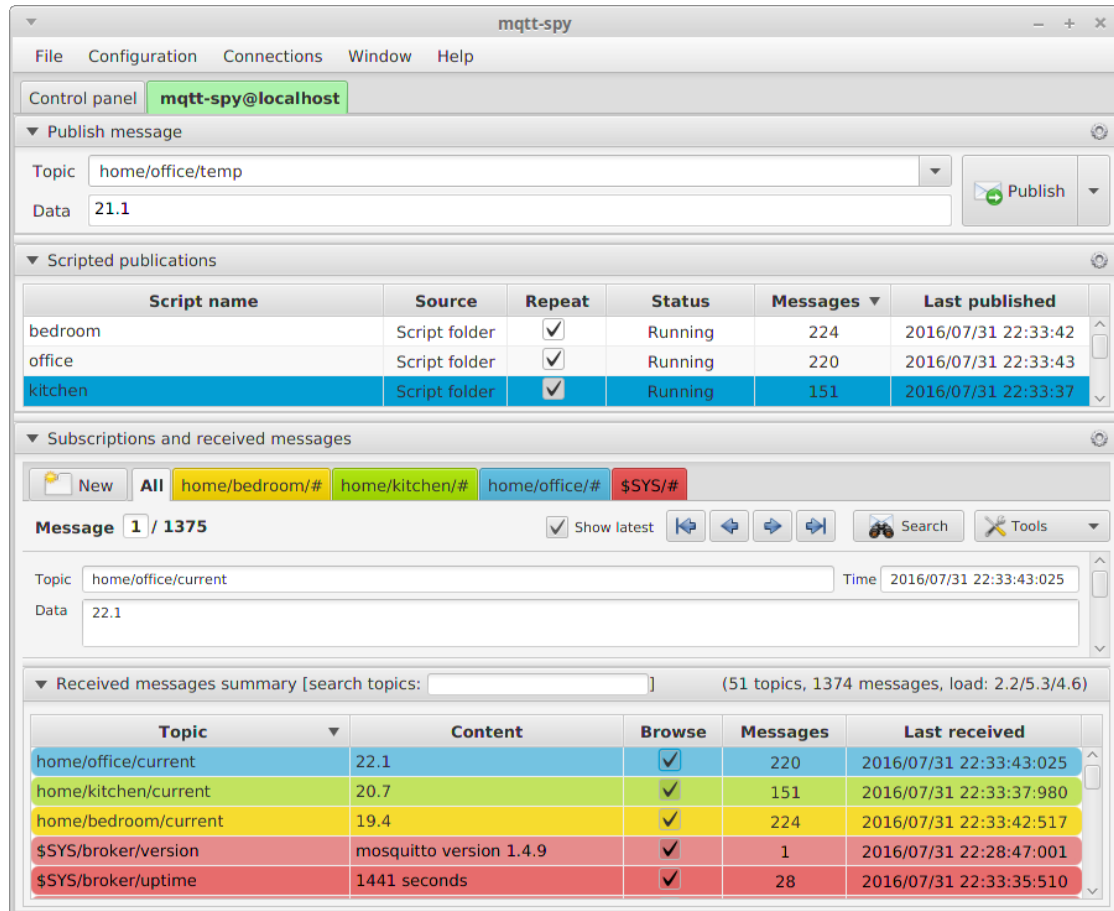 mqtt-spy
File Configuration Connections Window Help
Control panel mqtt-spy@localhost
Publish message
Topic home/office/temp
Publish
Data 21.1
Scripted publications
Script name Source Repeat Status Messages Last published
bedroom Script folder Running 224 2016/07/31 22:33:42
office Script folder Running 220 2016/07/31 22:33:43
kitchen Script folder Running 151 2016/07/31 22:33:37
Subscriptions and received messages
New All home/bedroom/# home/kitchen/# home/office/# $SYS/#
Message 1 / 1375 Show latest Search Tools
Topic home/office/current Time 2016/07/31 22:33:43:025
Data 22.1
Received messages summary [search topics: ] (51 topics, 1374 messages, load: 2.2/5.3/4.6)
Topic Content Browse Messages Last received
home/office/current 22.1 220 2016/07/31 22:33:43:025
home/kitchen/current 20.7 151 2016/07/31 22:33:37:980
home/bedroom/current 19.4 224 2016/07/31 22:33:42:517
$SYS/broker/version mosquitto version 1.4.9 1 2016/07/31 22:28:47:001
$SYS/broker/uptime 1441 seconds 28 2016/07/31 22:33:35:510